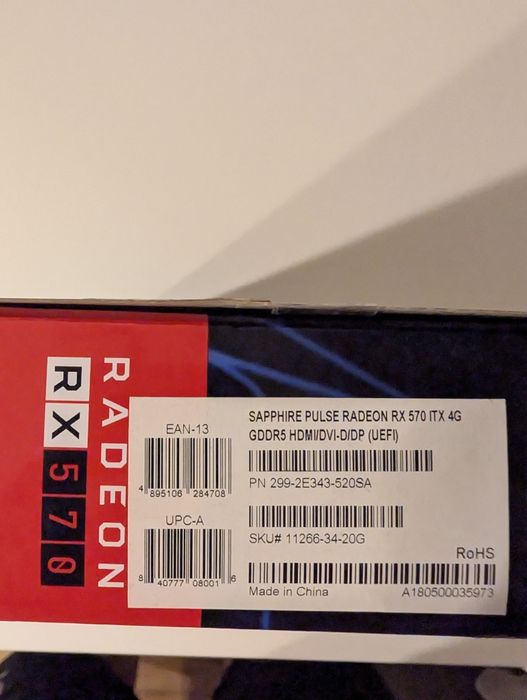 RADEON
RX 570
EAN-13
4 895106 284708
UPC-A
8 40777 08001 6
SAPPHIRE PULSE RADEON RX 570 ITX 4G
GDDR5 HDMI/DVI-D/DP (UEFI)
PN 299-2E343-520SA
SKU# 11266-34-20G
RoHS
Made in China A180500035973